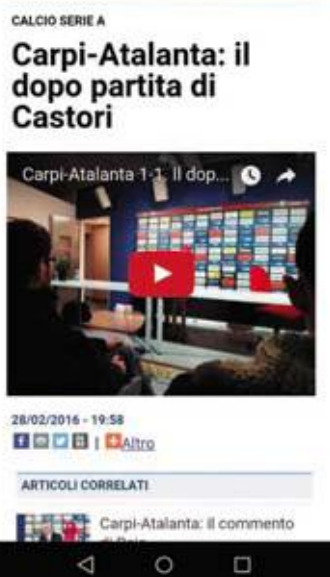 CALCIO SERIE A
Carpi-Atalanta: il
dopo partita di
Castori
Carpi-Atalanta 1-1: Il dop...
28/02/2016 - 19:58
| Altro
ARTICOLI CORRELATI
Carpi-Atalanta: il commento